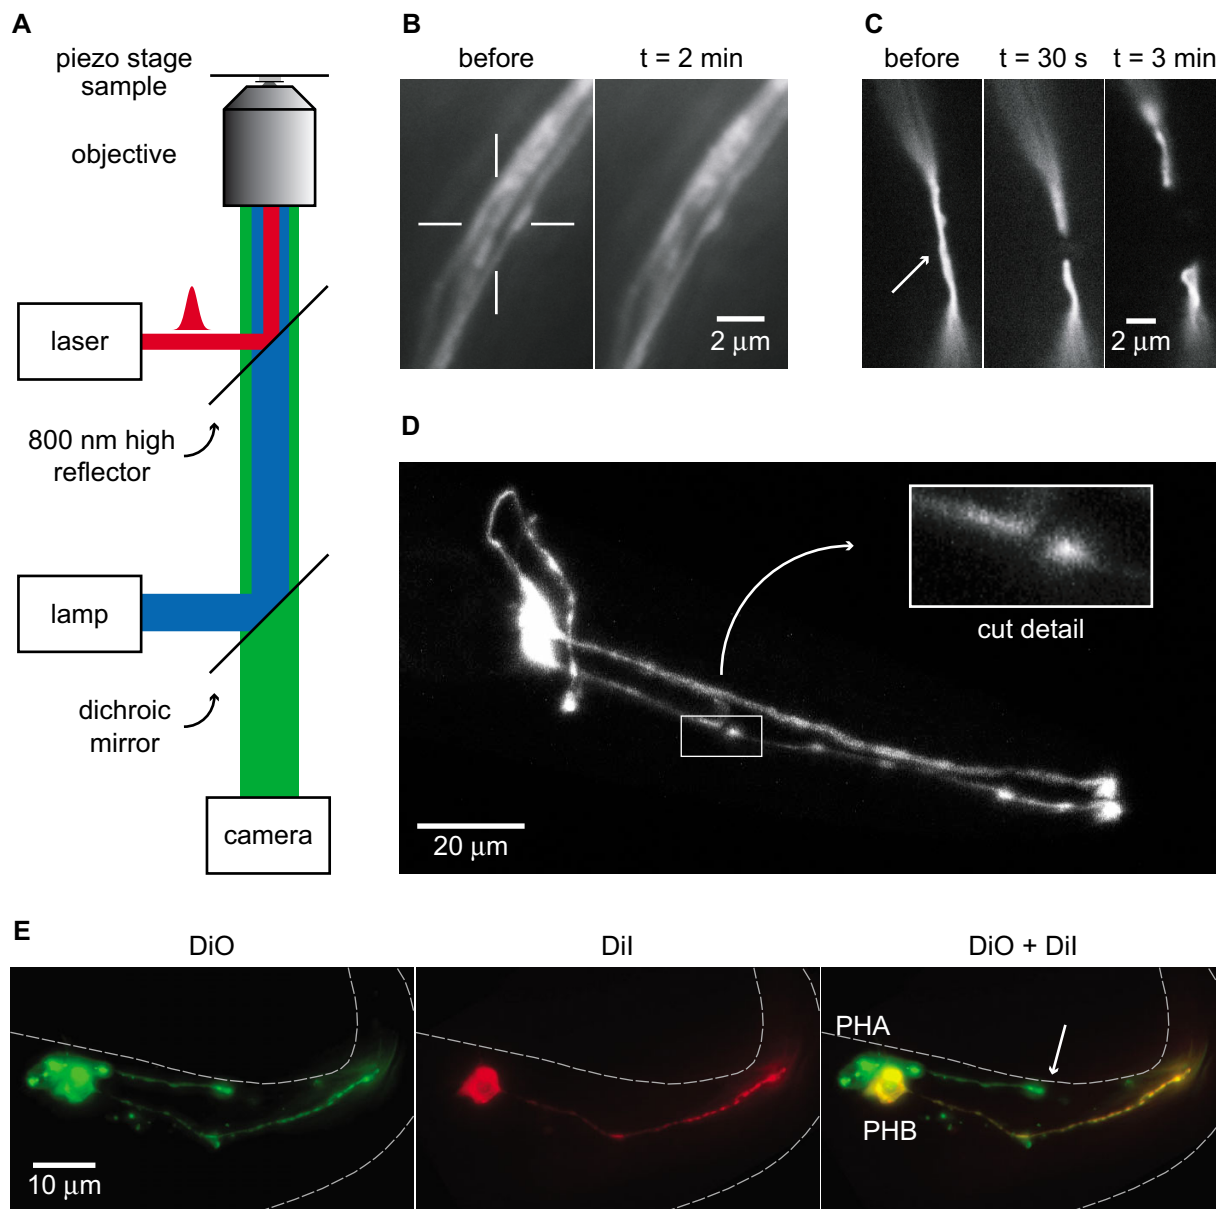 A
piezo stage
sample
objective
laser
800 nm high
reflector
lamp
dichroic
mirror
camera
B
before
t = 2 min
2 μm
C
before
t = 30 s
t = 3 min
2 μm
D
cut detail
20 μm
E
DiO
DiI
DiO + DiI
PHA
PHB
10 μm